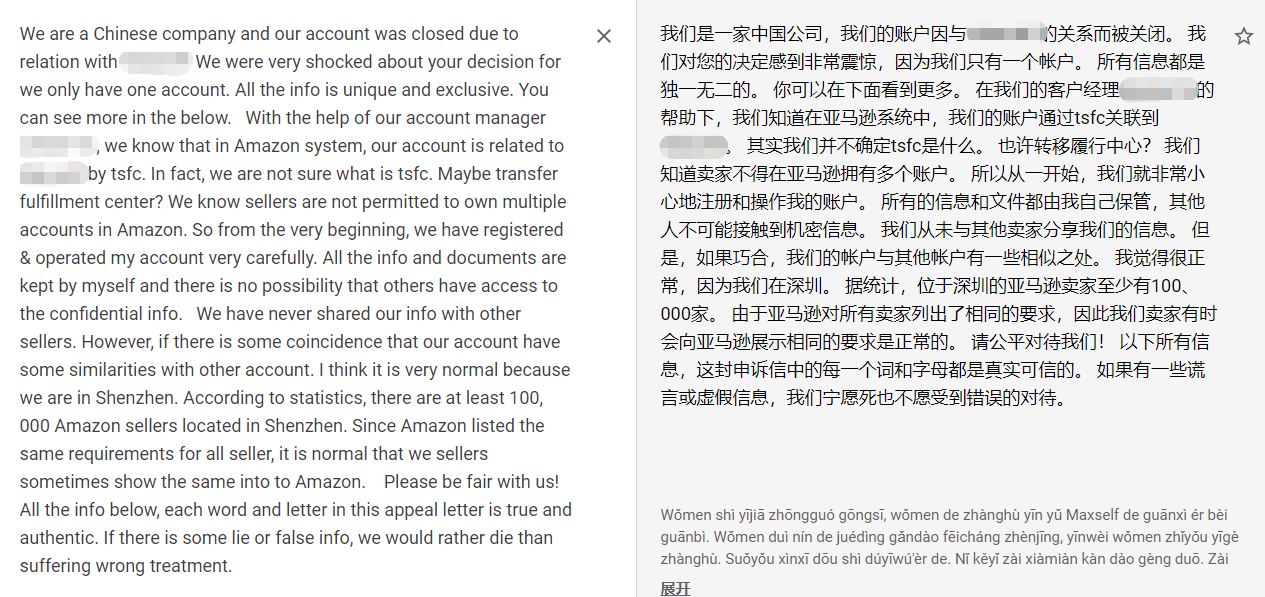 We are a Chinese company and our account was closed due to
relation with We were very shocked about your decision for
we only have one account. All the info is unique and exclusive. You
can see more in the below. With the help of our account manager
, we know that in Amazon system, our account is related to
by tsfc. In fact, we are not sure what is tsfc. Maybe transfer
fulfillment center? We know sellers are not permitted to own multiple
accounts in Amazon. So from the very beginning, we have registered
& operated my account very carefully. All the info and documents are
kept by myself and there is no possibility that others have access to
the confidential info. We have never shared our info with other
sellers. However, if there is some coincidence that our account have
some similarities with other account. I think it is very normal because
we are in Shenzhen. According to statistics, there are at least 100,
000 Amazon sellers located in Shenzhen. Since Amazon listed the
same requirements for all seller, it is normal that we sellers
sometimes show the same into to Amazon. Please be fair with us!
All the info below, each word and letter in this appeal letter is true and
authentic. If there is some lie or false info, we would rather die than
suffering wrong treatment.
我们是一家中国公司，我们的账户因与的关系而被关闭。 我
们对您的决定感到非常震惊，因为我们只有一个帐户。 所有信息都是
独一无二的。 你可以在下面看到更多。 在我们的客户经理的
帮助下，我们知道在亚马逊系统中，我们的账户通过tsfc关联到
。 其实我们并不确定tsfc是什么。 也许转移履行中心？ 我们
知道卖家不得在亚马逊拥有多个账户。 所以从一开始，我们就非常小
心地注册和操作我的账户。 所有的信息和文件都由我自己保管，其他
人不可能接触到机密信息。 我们从未与其他卖家分享我们的信息。 但
是，如果巧合，我们的帐户与其他帐户有一些相似之处。 我觉得很正
常，因为我们在深圳。 据统计，位于深圳的亚马逊卖家至少有100、
000家。 由于亚马逊对所有卖家列出了相同的要求，因此我们卖家有时
会向亚马逊展示相同的要求是正常的。 请公平对待我们！ 以下所有信
息，这封申诉信中的每一个词和字母都是真实可信的。 如果有一些谎
言或虚假信息，我们宁愿死也不愿受到错误的对待。
Wǒmen shì yījiā zhōngguó gōngsī, wǒmen de zhànghù yīn yǔ Maxself de guānxì ér bèi
guānbì. Wǒmen duì nín de juédìng gǎndào fēicháng zhènjīng, yīnwèi wǒmen zhǐyǒu yīgè
zhànghù. Suǒyǒu xìnxī dōu shì dúyīwú'èr de. Nǐ kěyǐ zài xiàmiàn kàn dào gèng duō. Zài
展开